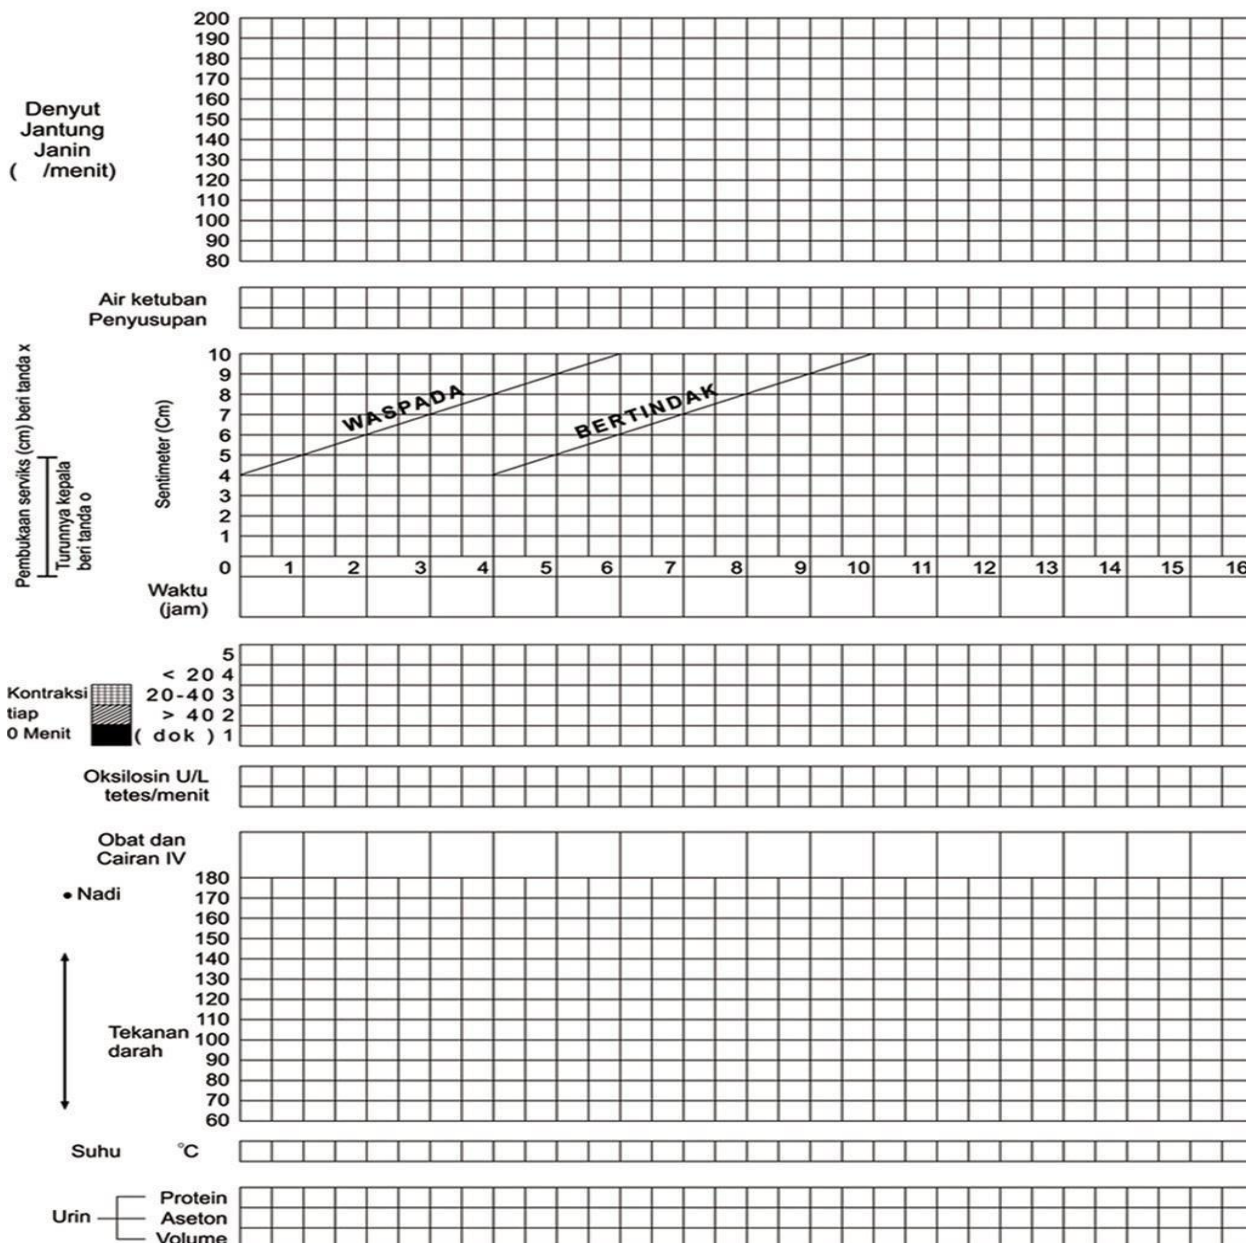 200
190
180
170
160
150
140
130
120
110
100
90
80
Denyut
Jantung
Janin
( /menit)
Air ketuban
Penyusupan
Pembukaan serviks (cm) beri tanda x
Turunnya kepala
beri tanda o
Sentimeter (Cm)
10
9
8
7
6
5
4
3
2
1
0
WASPADA
BERTINDAK
1 2 3 4 5 6 7 8 9 10 11 12 13 14 15 16
Waktu
(jam)
5
< 20 4
Kontraksi 20-40 3
tiap > 40 2
0 Menit ( dok ) 1
Oksilosin U/L
tetes/menit
Obat dan
Cairan IV
• Nadi
180
170
160
150
140
130
120
110
100
90
80
70
60
Tekanan
darah
Suhu °C
Urin
Protein
Aseton
Volume